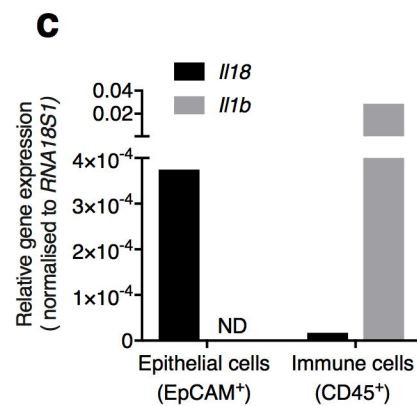 c
Il18
Il1b
Relative gene expression
( normalised to RNA18S1)
0.04
0.02
4×10⁻⁴
3×10⁻⁴
2×10⁻⁴
1×10⁻⁴
0
ND
Epithelial cells
(EpCAM⁺)
Immune cells
(CD45⁺)